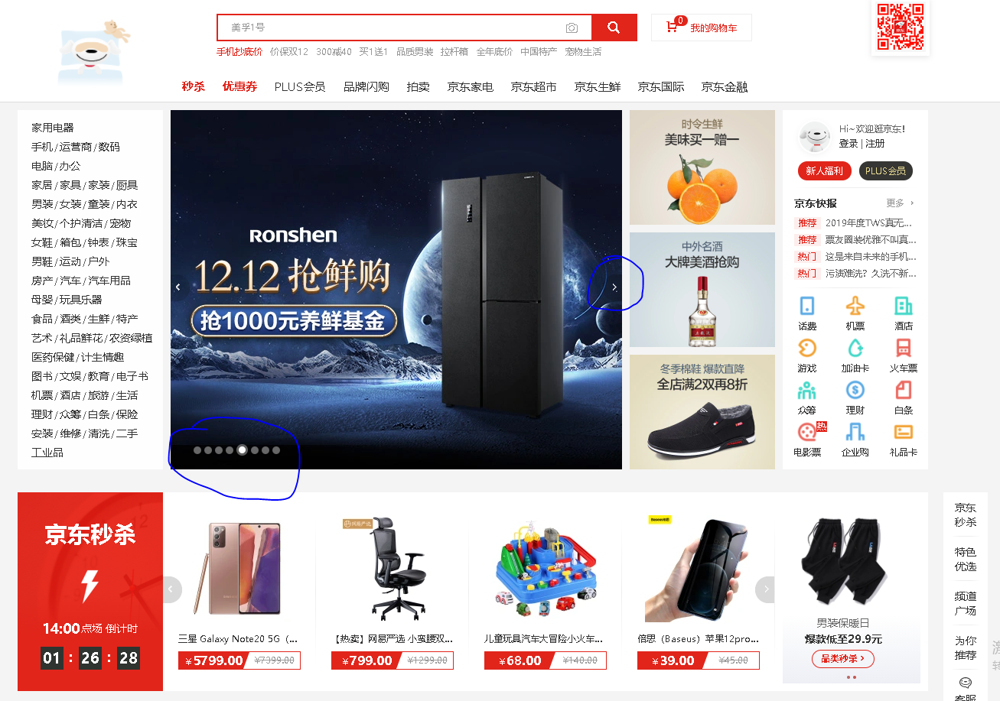 美孚1号
0
我的购物车
手机抄底价 价保双12 300减40 买1送1 品质男装 拉杆箱 全年底价 中国特产 宠物生活
秒杀 优惠券 PLUS会员 品牌闪购 拍卖 京东家电 京东超市 京东生鲜 京东国际 京东金融
家用电器
手机/运营商/数码
电脑/办公
家居/家具/家装/厨具
男装/女装/童装/内衣
美妆/个护清洁/宠物
女鞋/箱包/钟表/珠宝
男鞋/运动/户外
房产/汽车/汽车用品
母婴/玩具乐器
食品/酒类/生鲜/特产
艺术/礼品鲜花/农资绿植
医药保健/计生情趣
图书/文娱/教育/电子书
机票/酒店/旅游/生活
理财/众筹/白条/保险
安装/维修/清洗/二手
工业品
Ronshen
12.12 抢鲜购
抢1000元养鲜基金
时令生鲜
美味买一赠一
中外名酒
大牌美酒抢购
冬季棉鞋 爆款直降
全店满2双再8折
Hi~欢迎逛京东!
登录 | 注册
新人福利 PLUS会员
京东快报 更多 ›
推荐 2019年度TWS真无...
推荐 票友圈装优雅不叫真...
热门 这是来自未来的手机...
热门 污渍难洗？久洗不新...
话费 机票 酒店
游戏 加油卡 火车票
众筹 理财 白条
热
电影票 企业购 礼品卡
京东秒杀
14:00点场 倒计时
01 : 26 : 28
三星 Galaxy Note20 5G（...
¥5799.00 ¥7399.00
网易严选
【热卖】网易严选 小蛮腰双...
¥799.00 ¥1299.00
儿童玩具汽车大冒险小火车...
¥68.00 ¥148.00
Baseus倍思
倍思（Baseus）苹果12pro...
¥39.00 ¥45.00
男装保暖日
爆款低至29.9元
品类秒杀 ›
京东
秒杀
特色
优选
频道
广场
为你
推荐
客服